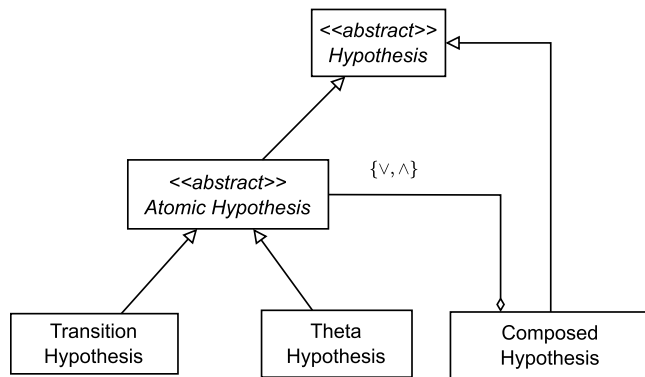 <<abstract>>
Hypothesis
<<abstract>>
Atomic Hypothesis
{∨, ∧}
Transition
Hypothesis
Theta
Hypothesis
Composed
Hypothesis